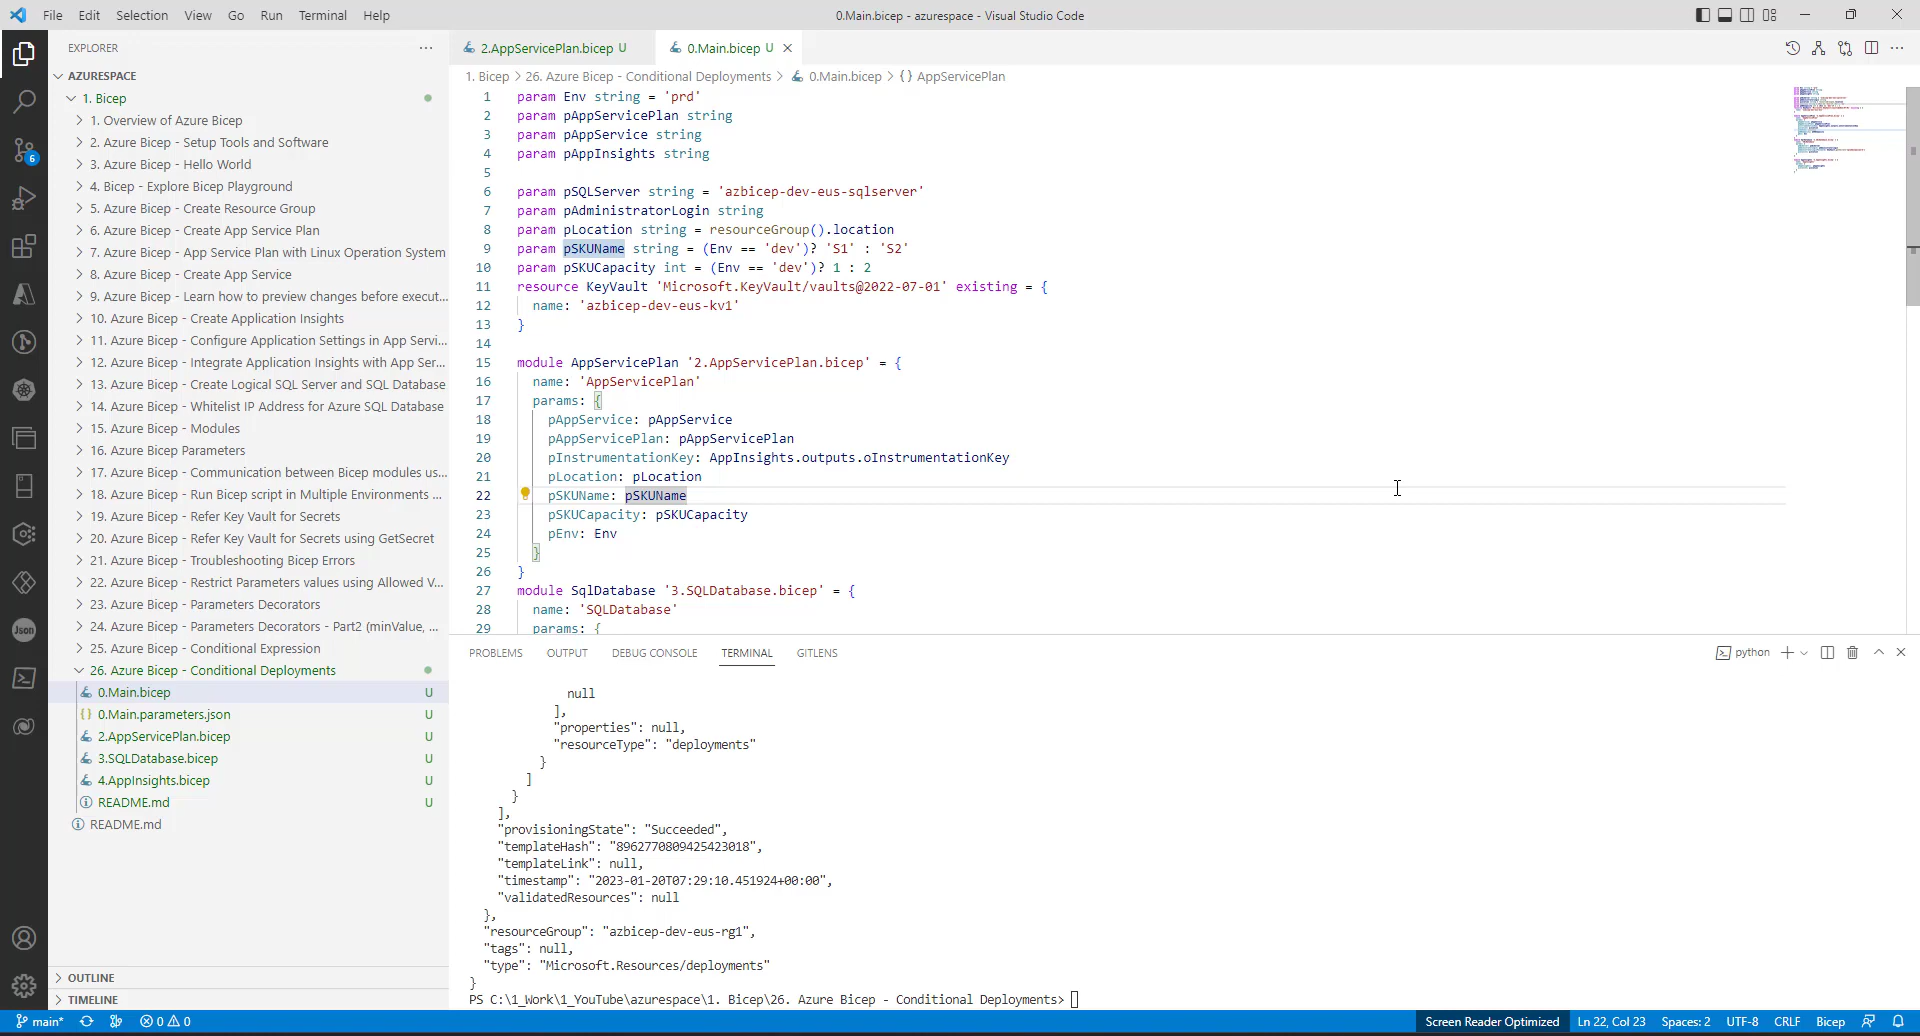 File Edit Selection View Go Run Terminal Help
0.Main.bicep - azurespace - Visual Studio Code
EXPLORER
AZURESPACE
1. Bicep
1. Overview of Azure Bicep
2. Azure Bicep - Setup Tools and Software
3. Azure Bicep - Hello World
4. Bicep - Explore Bicep Playground
5. Azure Bicep - Create Resource Group
6. Azure Bicep - Create App Service Plan
7. Azure Bicep - App Service Plan with Linux Operation System
8. Azure Bicep - Create App Service
9. Azure Bicep - Learn how to preview changes before execut...
10. Azure Bicep - Create Application Insights
11. Azure Bicep - Configure Application Settings in App Servi...
12. Azure Bicep - Integrate Application Insights with App Ser...
13. Azure Bicep - Create Logical SQL Server and SQL Database
14. Azure Bicep - Whitelist IP Address for Azure SQL Database
15. Azure Bicep - Modules
16. Azure Bicep Parameters
17. Azure Bicep - Communication between Bicep modules us...
18. Azure Bicep - Run Bicep script in Multiple Environments ...
19. Azure Bicep - Refer Key Vault for Secrets
20. Azure Bicep - Refer Key Vault for Secrets using GetSecret
21. Azure Bicep - Troubleshooting Bicep Errors
22. Azure Bicep - Restrict Parameters values using Allowed V...
23. Azure Bicep - Parameters Decorators
24. Azure Bicep - Parameters Decorators - Part2 (minValue, ...
25. Azure Bicep - Conditional Expression
26. Azure Bicep - Conditional Deployments
0.Main.bicep U
0.Main.parameters.json U
2.AppServicePlan.bicep U
3.SQLDatabase.bicep U
4.AppInsights.bicep U
README.md U
README.md
OUTLINE
TIMELINE
6
Json
2.AppServicePlan.bicep U
0.Main.bicep U
1. Bicep > 26. Azure Bicep - Conditional Deployments > 0.Main.bicep > {} AppServicePlan
1 param Env string = 'prd'
2 param pAppServicePlan string
3 param pAppService string
4 param pAppInsights string
5
6 param pSQLServer string = 'azbicep-dev-eus-sqlserver'
7 param pAdministratorLogin string
8 param pLocation string = resourceGroup().location
9 param pSKUName string = (Env == 'dev')? 'S1' : 'S2'
10 param pSKUCapacity int = (Env == 'dev')? 1 : 2
11 resource KeyVault 'Microsoft.KeyVault/vaults@2022-07-01' existing = {
12 name: 'azbicep-dev-eus-kv1'
13 }
14
15 module AppServicePlan '2.AppServicePlan.bicep' = {
16 name: 'AppServicePlan'
17 params: {
18 pAppService: pAppService
19 pAppServicePlan: pAppServicePlan
20 pInstrumentationKey: AppInsights.outputs.oInstrumentationKey
21 pLocation: pLocation
22 pSKUName: pSKUName
23 pSKUCapacity: pSKUCapacity
24 pEnv: Env
25 }
26 }
27 module SqlDatabase '3.SQLDatabase.bicep' = {
28 name: 'SQLDatabase'
29 params: {
PROBLEMS OUTPUT DEBUG CONSOLE TERMINAL GITLENS
python
null
],
"properties": null,
"resourceType": "deployments"
}
]
}
],
"provisioningState": "Succeeded",
"templateHash": "8962770809425423018",
"templateLink": null,
"timestamp": "2023-01-20T07:29:10.451924+00:00",
"validatedResources": null
},
"resourceGroup": "azbicep-dev-eus-rg1",
"tags": null,
"type": "Microsoft.Resources/deployments"
}
PS C:\1_Work\1_YouTube\azurespace\1. Bicep\26. Azure Bicep - Conditional Deployments>
main* 0 0
Screen Reader Optimized Ln 22, Col 23 Spaces: 2 UTF-8 CRLF Bicep